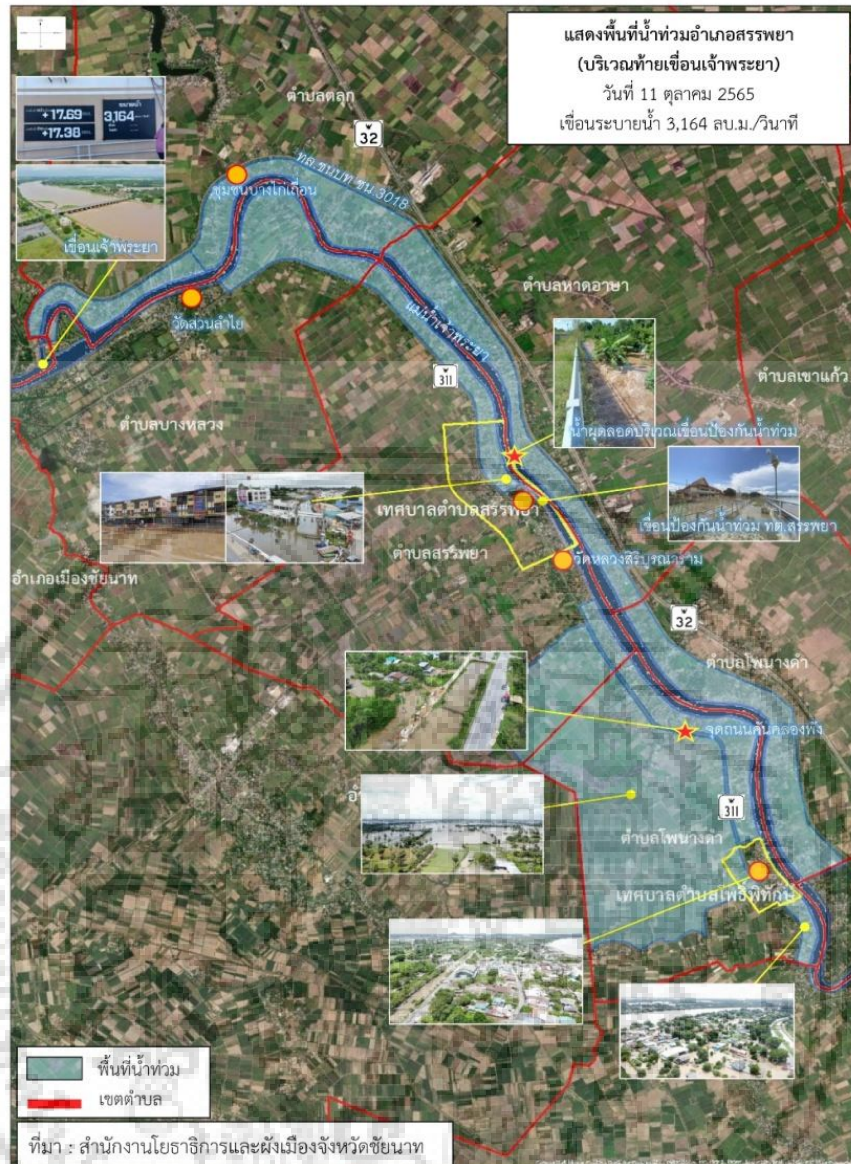 แสดงพื้นที่น้ำท่วมอำเภอสรรพยา
(บริเวณท้ายเขื่อนเจ้าพระยา)
วันที่ 11 ตุลาคม 2565
เขื่อนระบายน้ำ 3,164 ลบ.ม./วินาที
ตำบลตลุก
+17.69
+17.38
3,164
32
ทล.ชนบท ชน.3018
ชุมชนบางไก่เถื่อน
เขื่อนเจ้าพระยา
ตำบลหาดอาษา
วัดสวนลำไย
แม่น้ำเจ้าพระยา
311
ตำบลเขาแก้ว
ตำบลบางหลวง
น้ำผุดลอดบริเวณเขื่อนป้องกันน้ำท่วม
เทศบาลตำบลสรรพยา
เขื่อนป้องกันน้ำท่วม ทต.สรรพยา
ตำบลสรรพยา
วัดหลวงสิริบูรณาราม
อำเภอเมืองชัยนาท
32
ตำบลโพนางดำ
จุดถนนคันคลองพัง
311
ตำบลโพนางดำ
เทศบาลตำบลโพธิ์พิทักษ์
พื้นที่น้ำท่วม
เขตตำบล
ที่มา : สำนักงานโยธาธิการและผังเมืองจังหวัดชัยนาท